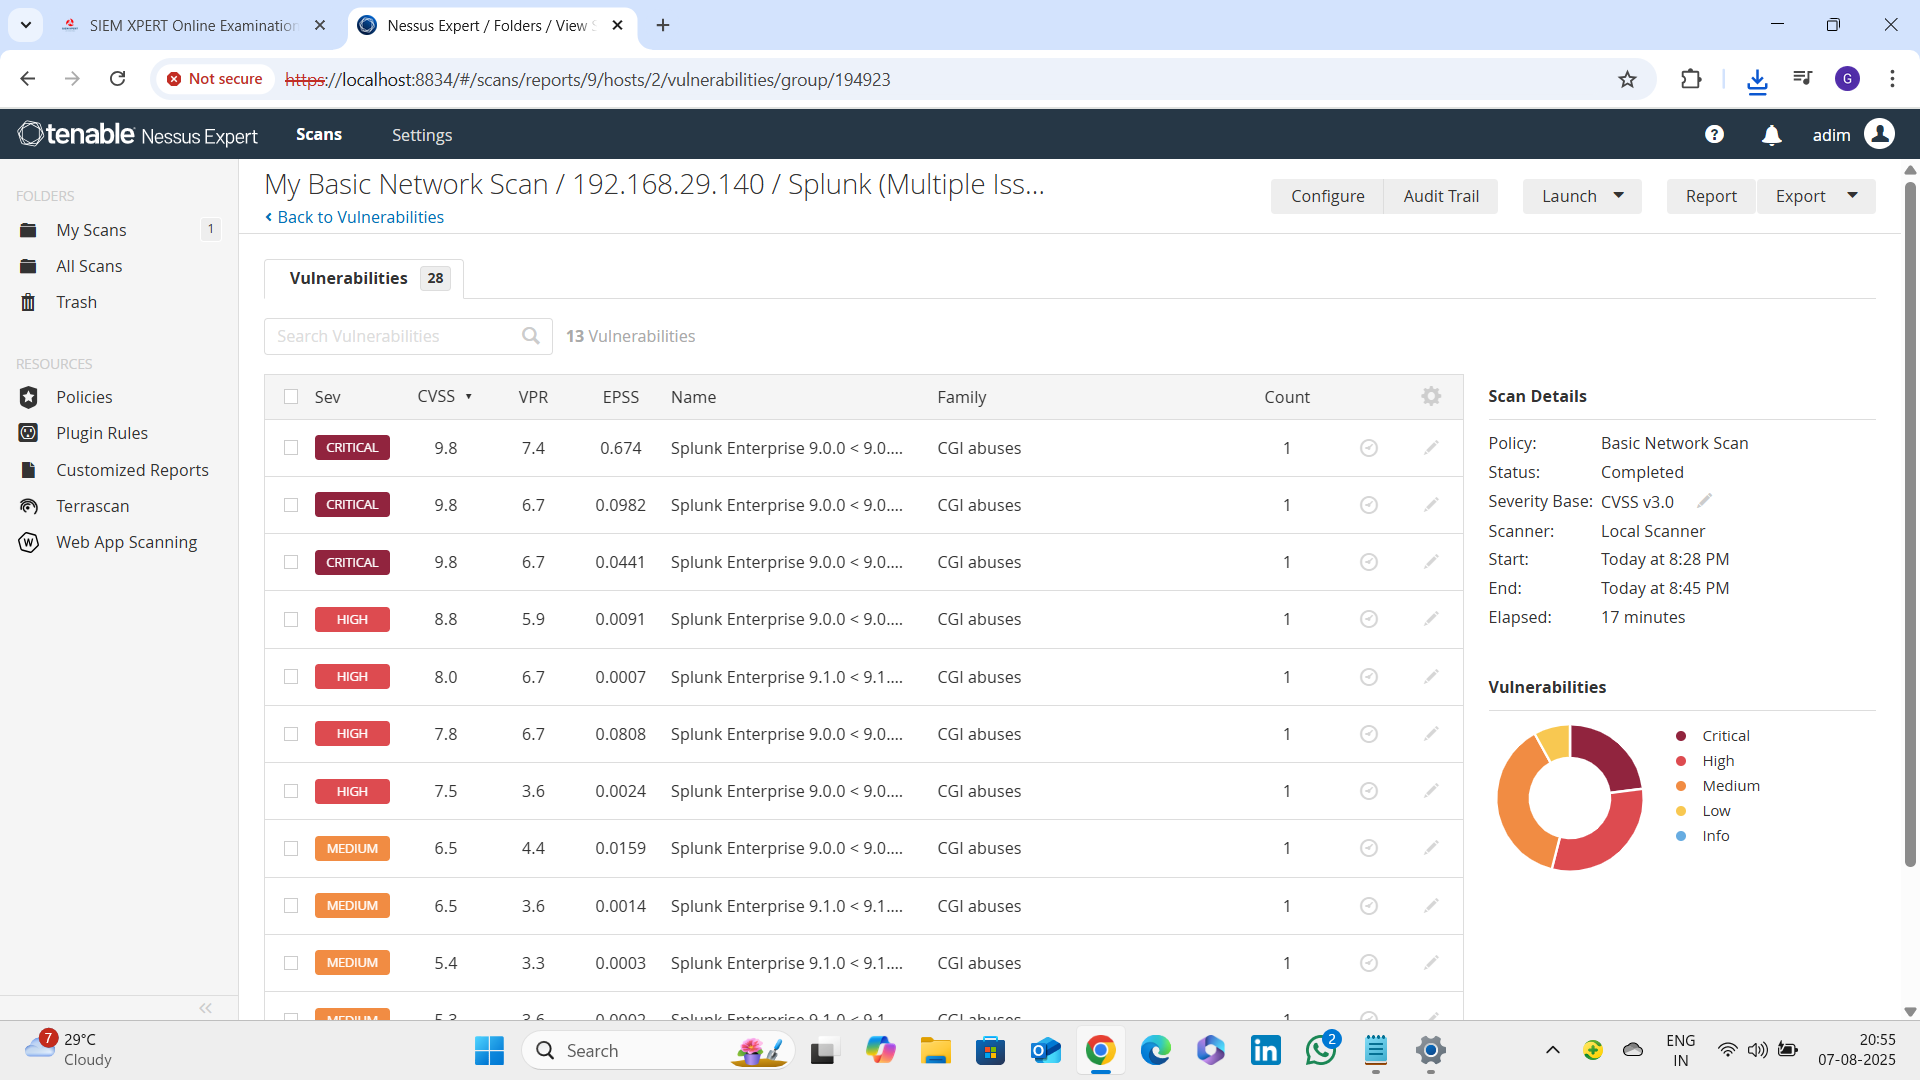 SIEM XPERT Online Examination
Nessus Expert / Folders / View S
Not secure
https://localhost:8834/#/scans/reports/9/hosts/2/vulnerabilities/group/194923
G
tenable Nessus Expert
Scans
Settings
adim
FOLDERS
My Scans 1
All Scans
Trash
RESOURCES
Policies
Plugin Rules
Customized Reports
Terrascan
Web App Scanning
My Basic Network Scan / 192.168.29.140 / Splunk (Multiple Iss...
Back to Vulnerabilities
Configure
Audit Trail
Launch
Report
Export
Vulnerabilities 28
Search Vulnerabilities
13 Vulnerabilities
Sev CVSS VPR EPSS Name Family Count
CRITICAL 9.8 7.4 0.674 Splunk Enterprise 9.0.0 < 9.0.... CGI abuses 1
CRITICAL 9.8 6.7 0.0982 Splunk Enterprise 9.0.0 < 9.0.... CGI abuses 1
CRITICAL 9.8 6.7 0.0441 Splunk Enterprise 9.0.0 < 9.0.... CGI abuses 1
HIGH 8.8 5.9 0.0091 Splunk Enterprise 9.0.0 < 9.0.... CGI abuses 1
HIGH 8.0 6.7 0.0007 Splunk Enterprise 9.1.0 < 9.1.... CGI abuses 1
HIGH 7.8 6.7 0.0808 Splunk Enterprise 9.0.0 < 9.0.... CGI abuses 1
HIGH 7.5 3.6 0.0024 Splunk Enterprise 9.0.0 < 9.0.... CGI abuses 1
MEDIUM 6.5 4.4 0.0159 Splunk Enterprise 9.0.0 < 9.0.... CGI abuses 1
MEDIUM 6.5 3.6 0.0014 Splunk Enterprise 9.1.0 < 9.1.... CGI abuses 1
MEDIUM 5.4 3.3 0.0003 Splunk Enterprise 9.1.0 < 9.1.... CGI abuses 1
MEDIUM 5.3 3.6 0.0002 Splunk Enterprise 9.1.0 < 9.1.... CGI abuses 1
Scan Details
Policy: Basic Network Scan
Status: Completed
Severity Base: CVSS v3.0
Scanner: Local Scanner
Start: Today at 8:28 PM
End: Today at 8:45 PM
Elapsed: 17 minutes
Vulnerabilities
Critical
High
Medium
Low
Info
7
29°C
Cloudy
Search
2
ENG
IN
20:55
07-08-2025